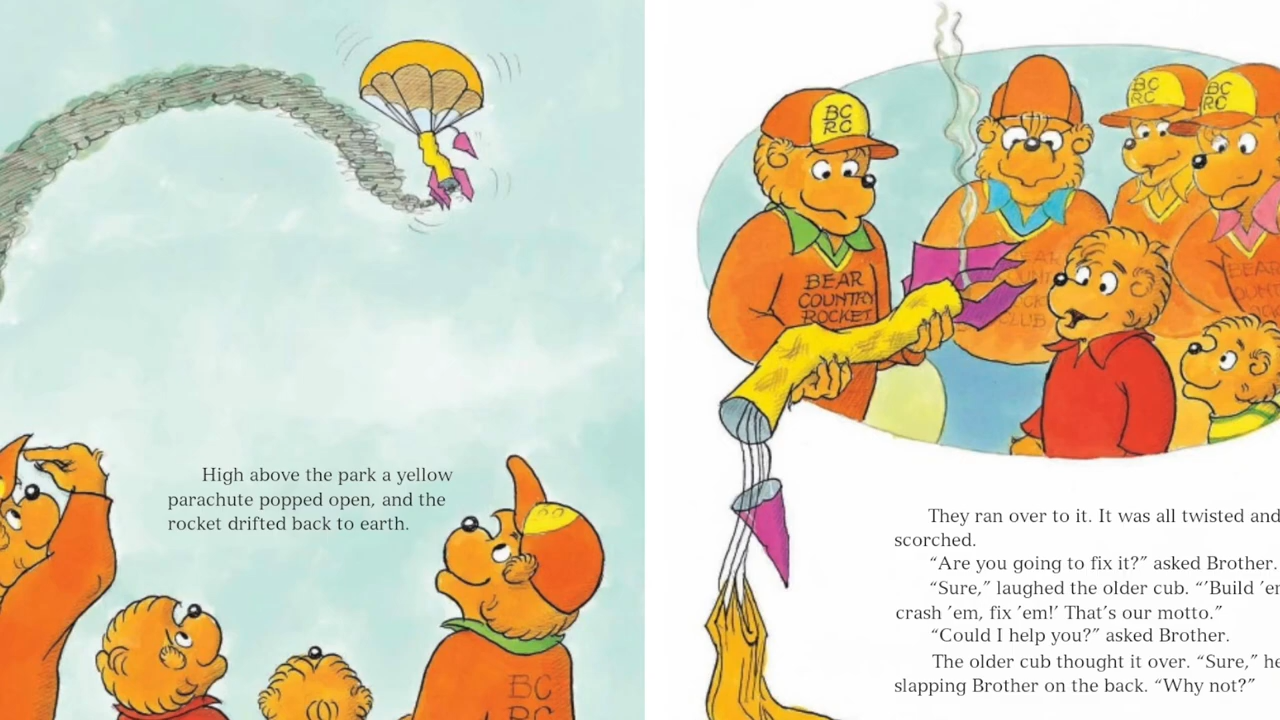 High above the park a yellow
parachute popped open, and the
rocket drifted back to earth.
BC
RC
BC
RC
BC
RC
BC
RC
BEAR
COUNTRY
ROCKET
CLUB
BEAR
They ran over to it. It was all twisted and
scorched.
“Are you going to fix it?” asked Brother.
“Sure,” laughed the older cub. “’Build ’em
crash ’em, fix ’em!’ That’s our motto.”
“Could I help you?” asked Brother.
The older cub thought it over. “Sure,” he
slapping Brother on the back. “Why not?”